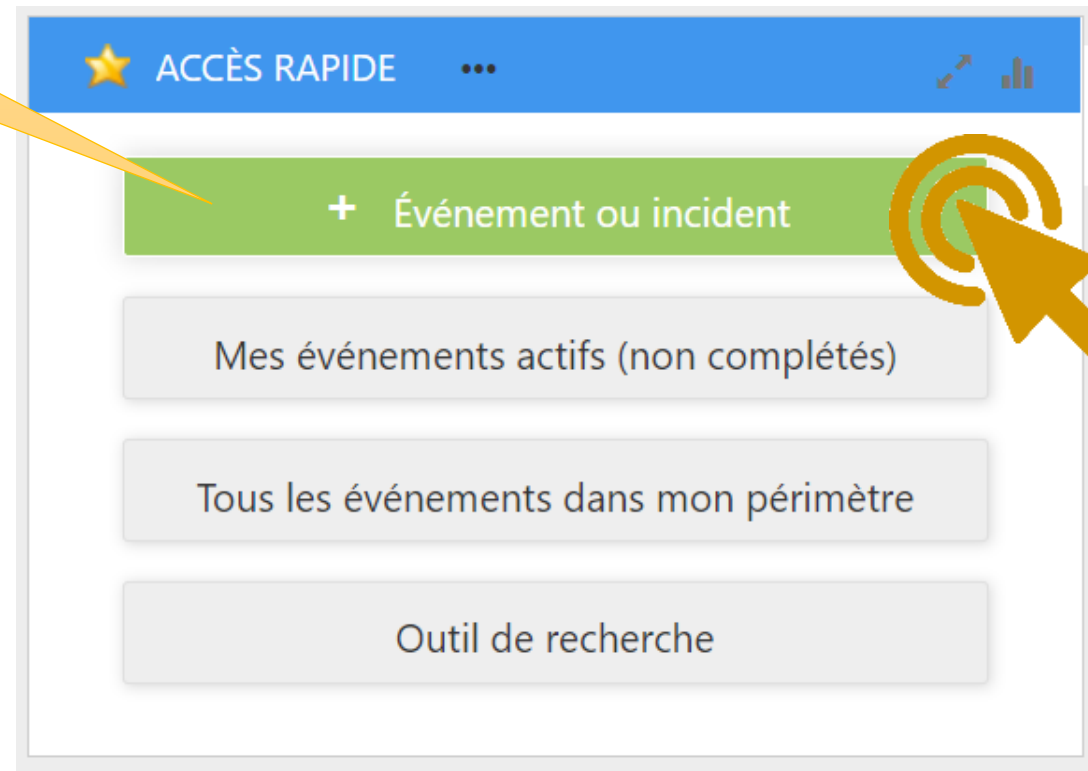 ACCÈS RAPIDE •••
+ Événement ou incident
Mes événements actifs (non complétés)
Tous les événements dans mon périmètre
Outil de recherche